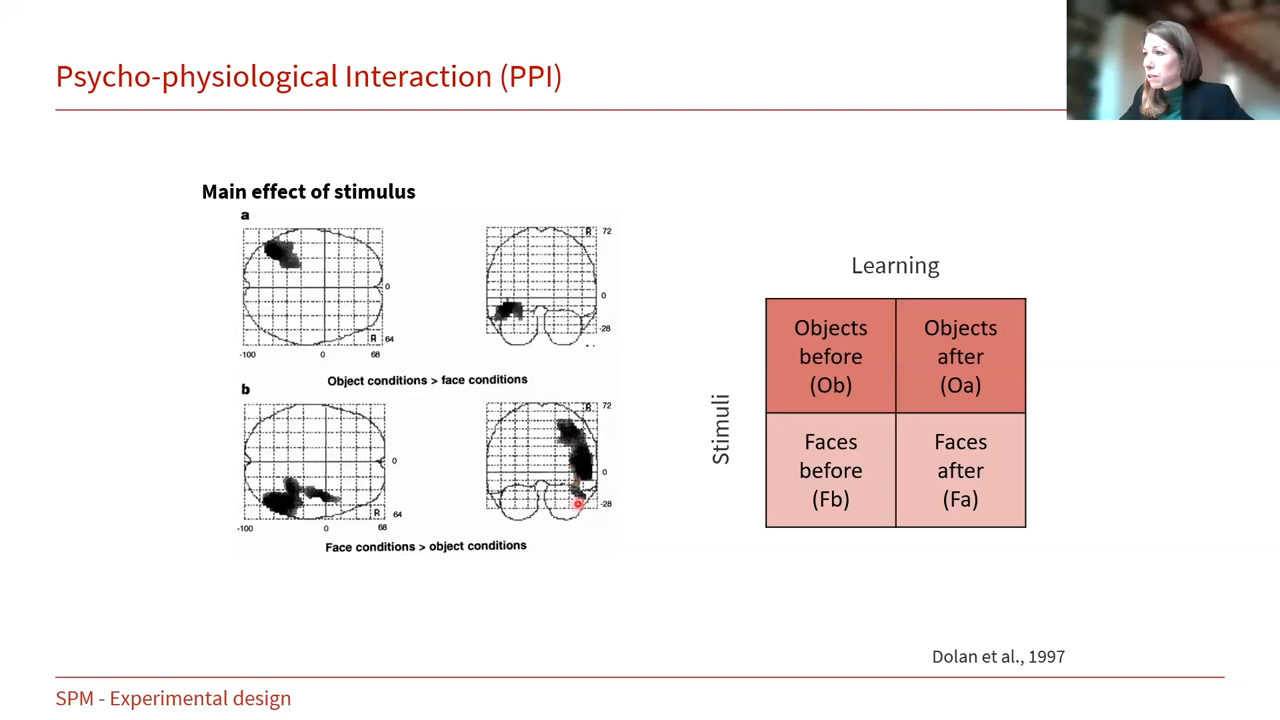 Psycho-physiological Interaction (PPI)
Main effect of stimulus
a
R
72
0
-28
0
R
64
-100
0
68
Object conditions > face conditions
b
R
72
0
-28
0
R
64
-100
0
68
Face conditions > object conditions
Learning
Stimuli
Objects
before
(Ob)
Objects
after
(Oa)
Faces
before
(Fb)
Faces
after
(Fa)
Dolan et al., 1997
SPM - Experimental design